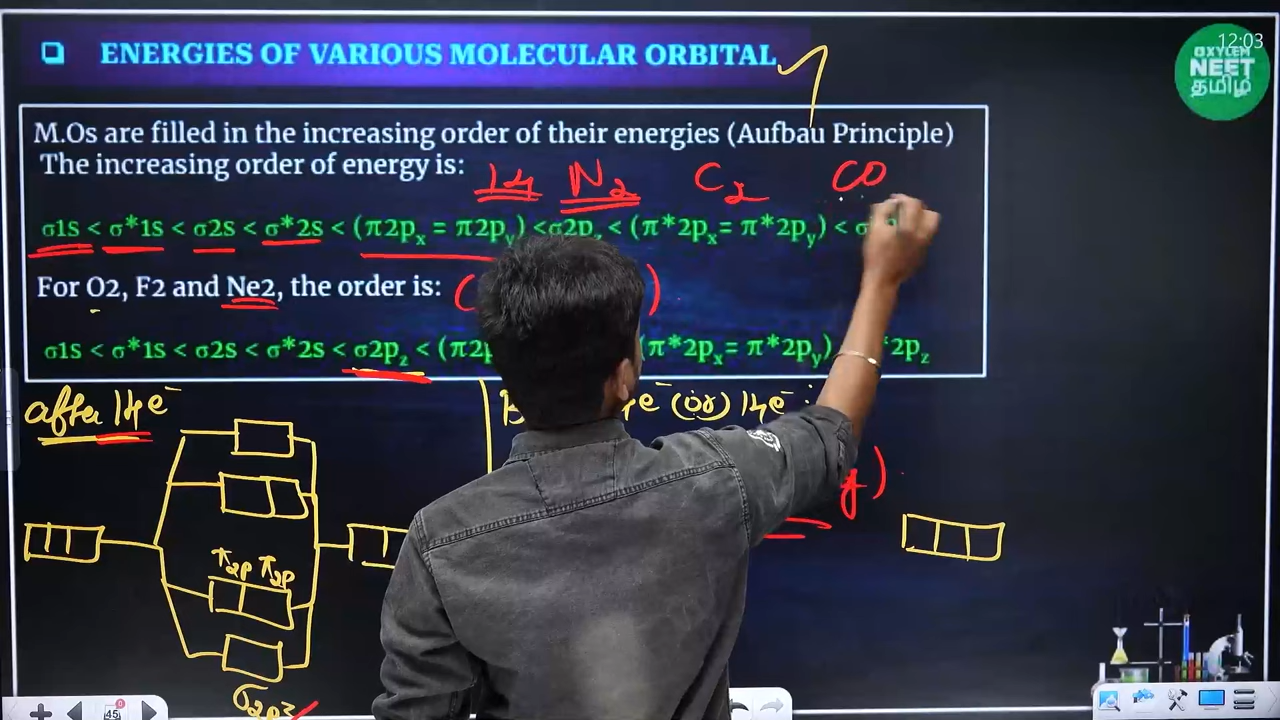 ENERGIES OF VARIOUS MOLECULAR ORBITAL
12:03
OXYLEM
NEET
தமிழ்
M.Os are filled in the increasing order of their energies (Aufbau Principle)
The increasing order of energy is:
14 N2 C2 CO
σ1s < σ*1s < σ2s < σ*2s < (π2px = π2py) <σ2pz < (π*2px= π*2py) < σ
For O2, F2 and Ne2, the order is:
( )
σ1s < σ*1s < σ2s < σ*2s < σ2pz < (π2p (π*2px= π*2py) *2pz
after 14e⁻
e⁻ (or) 14e⁻ :
y)
π2p π2p
σ2pz
45